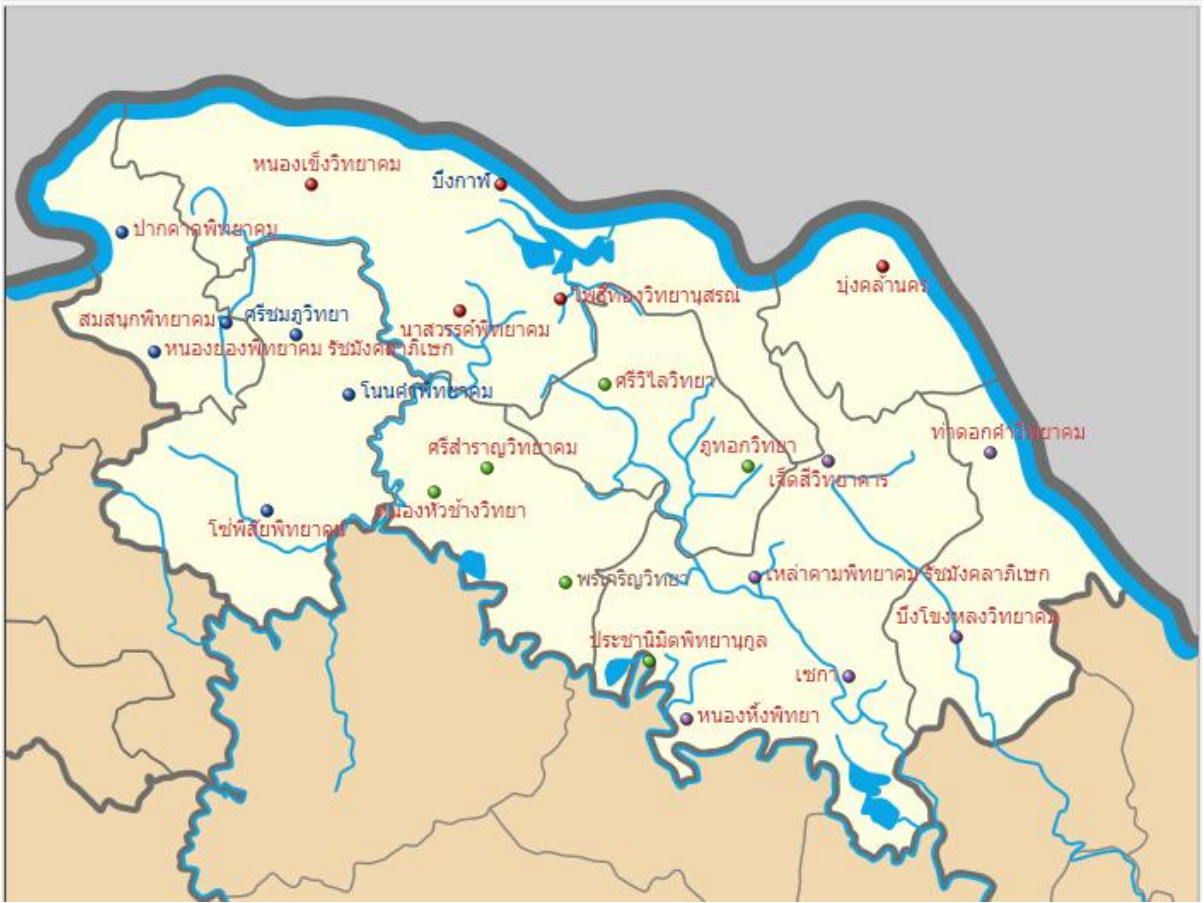 หนองเข็งวิทยาคม
บึงกาฬ
ปากคาดพิทยาคม
บุ่งคล้านคร
โพธิ์ทองวิทยานุสรณ์
ศรีชมภูวิทยา
สมสนุกพิทยาคม
นาสวรรค์พิทยาคม
หนองยองพิทยาคม รัชมังคลาภิเษก
ศรีวิไลวิทยา
โนนคำพิทยาคม
ท่าดอกคำวิทยาคม
ศรีสำราญวิทยาคม
ภูทอกวิทยา
เจ็ดสีวิทยาคาร
หนองหัวช้างวิทยา
โซ่พิสัยพิทยาคม
เหล่าคามพิทยาคม รัชมังคลาภิเษก
พรเจริญวิทยา
บึงโขงหลงวิทยาคม
ประชานิมิตพิทยานุกูล
เซกา
หนองหิ้งพิทยา